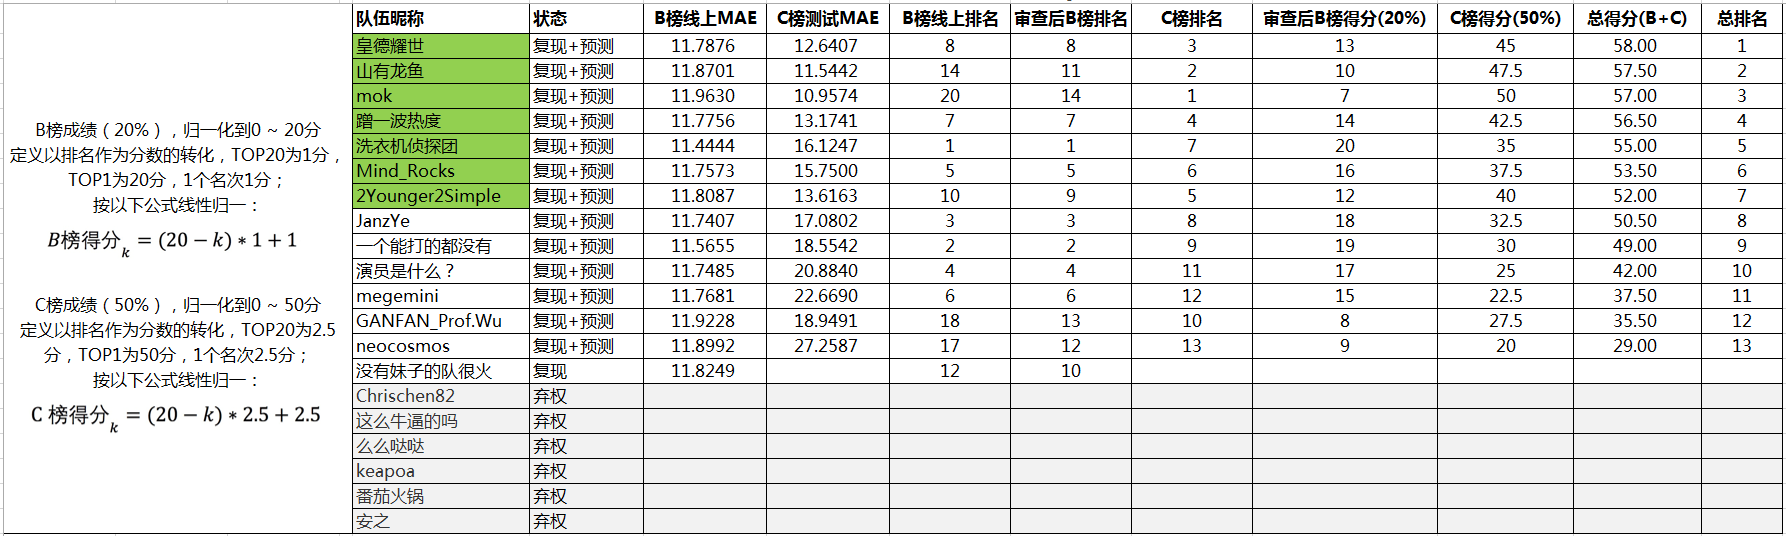 B榜成绩（20%），归一化到0 ~ 20分
定义以排名作为分数的转化，TOP20为1分，
TOP1为20分，1个名次1分；
按以下公式线性归一：
B榜得分k = (20 − k) * 1 + 1
C榜成绩（50%），归一化到0 ~ 50分
定义以排名作为分数的转化，TOP20为2.5
分，TOP1为50分，1个名次2.5分；
按以下公式线性归一：
C 榜得分k = (20 − k) * 2.5 + 2.5
队伍昵称 状态 B榜线上MAE C榜测试MAE B榜线上排名 审查后B榜排名 C榜排名 审查后B榜得分(20%) C榜得分(50%) 总得分(B+C) 总排名
皇德耀世 复现+预测 11.7876 12.6407 8 8 3 13 45 58.00 1
山有龙鱼 复现+预测 11.8701 11.5442 14 11 2 10 47.5 57.50 2
mok 复现+预测 11.9630 10.9574 20 14 1 7 50 57.00 3
蹭一波热度 复现+预测 11.7756 13.1741 7 7 4 14 42.5 56.50 4
洗衣机侦探团 复现+预测 11.4444 16.1247 1 1 7 20 35 55.00 5
Mind_Rocks 复现+预测 11.7573 15.7500 5 5 6 16 37.5 53.50 6
2Younger2Simple 复现+预测 11.8087 13.6163 10 9 5 12 40 52.00 7
JanzYe 复现+预测 11.7407 17.0802 3 3 8 18 32.5 50.50 8
一个能打的都没有 复现+预测 11.5655 18.5542 2 2 9 19 30 49.00 9
演员是什么？ 复现+预测 11.7485 20.8840 4 4 11 17 25 42.00 10
megemini 复现+预测 11.7681 22.6690 6 6 12 15 22.5 37.50 11
GANFAN_Prof.Wu 复现+预测 11.9228 18.9491 18 13 10 8 27.5 35.50 12
neocosmos 复现+预测 11.8992 27.2587 17 12 13 9 20 29.00 13
没有妹子的队很火 复现 11.8249 12 10
Chrischen82 弃权
这么牛逼的吗 弃权
么么哒哒 弃权
keapoa 弃权
番茄火锅 弃权
安之 弃权